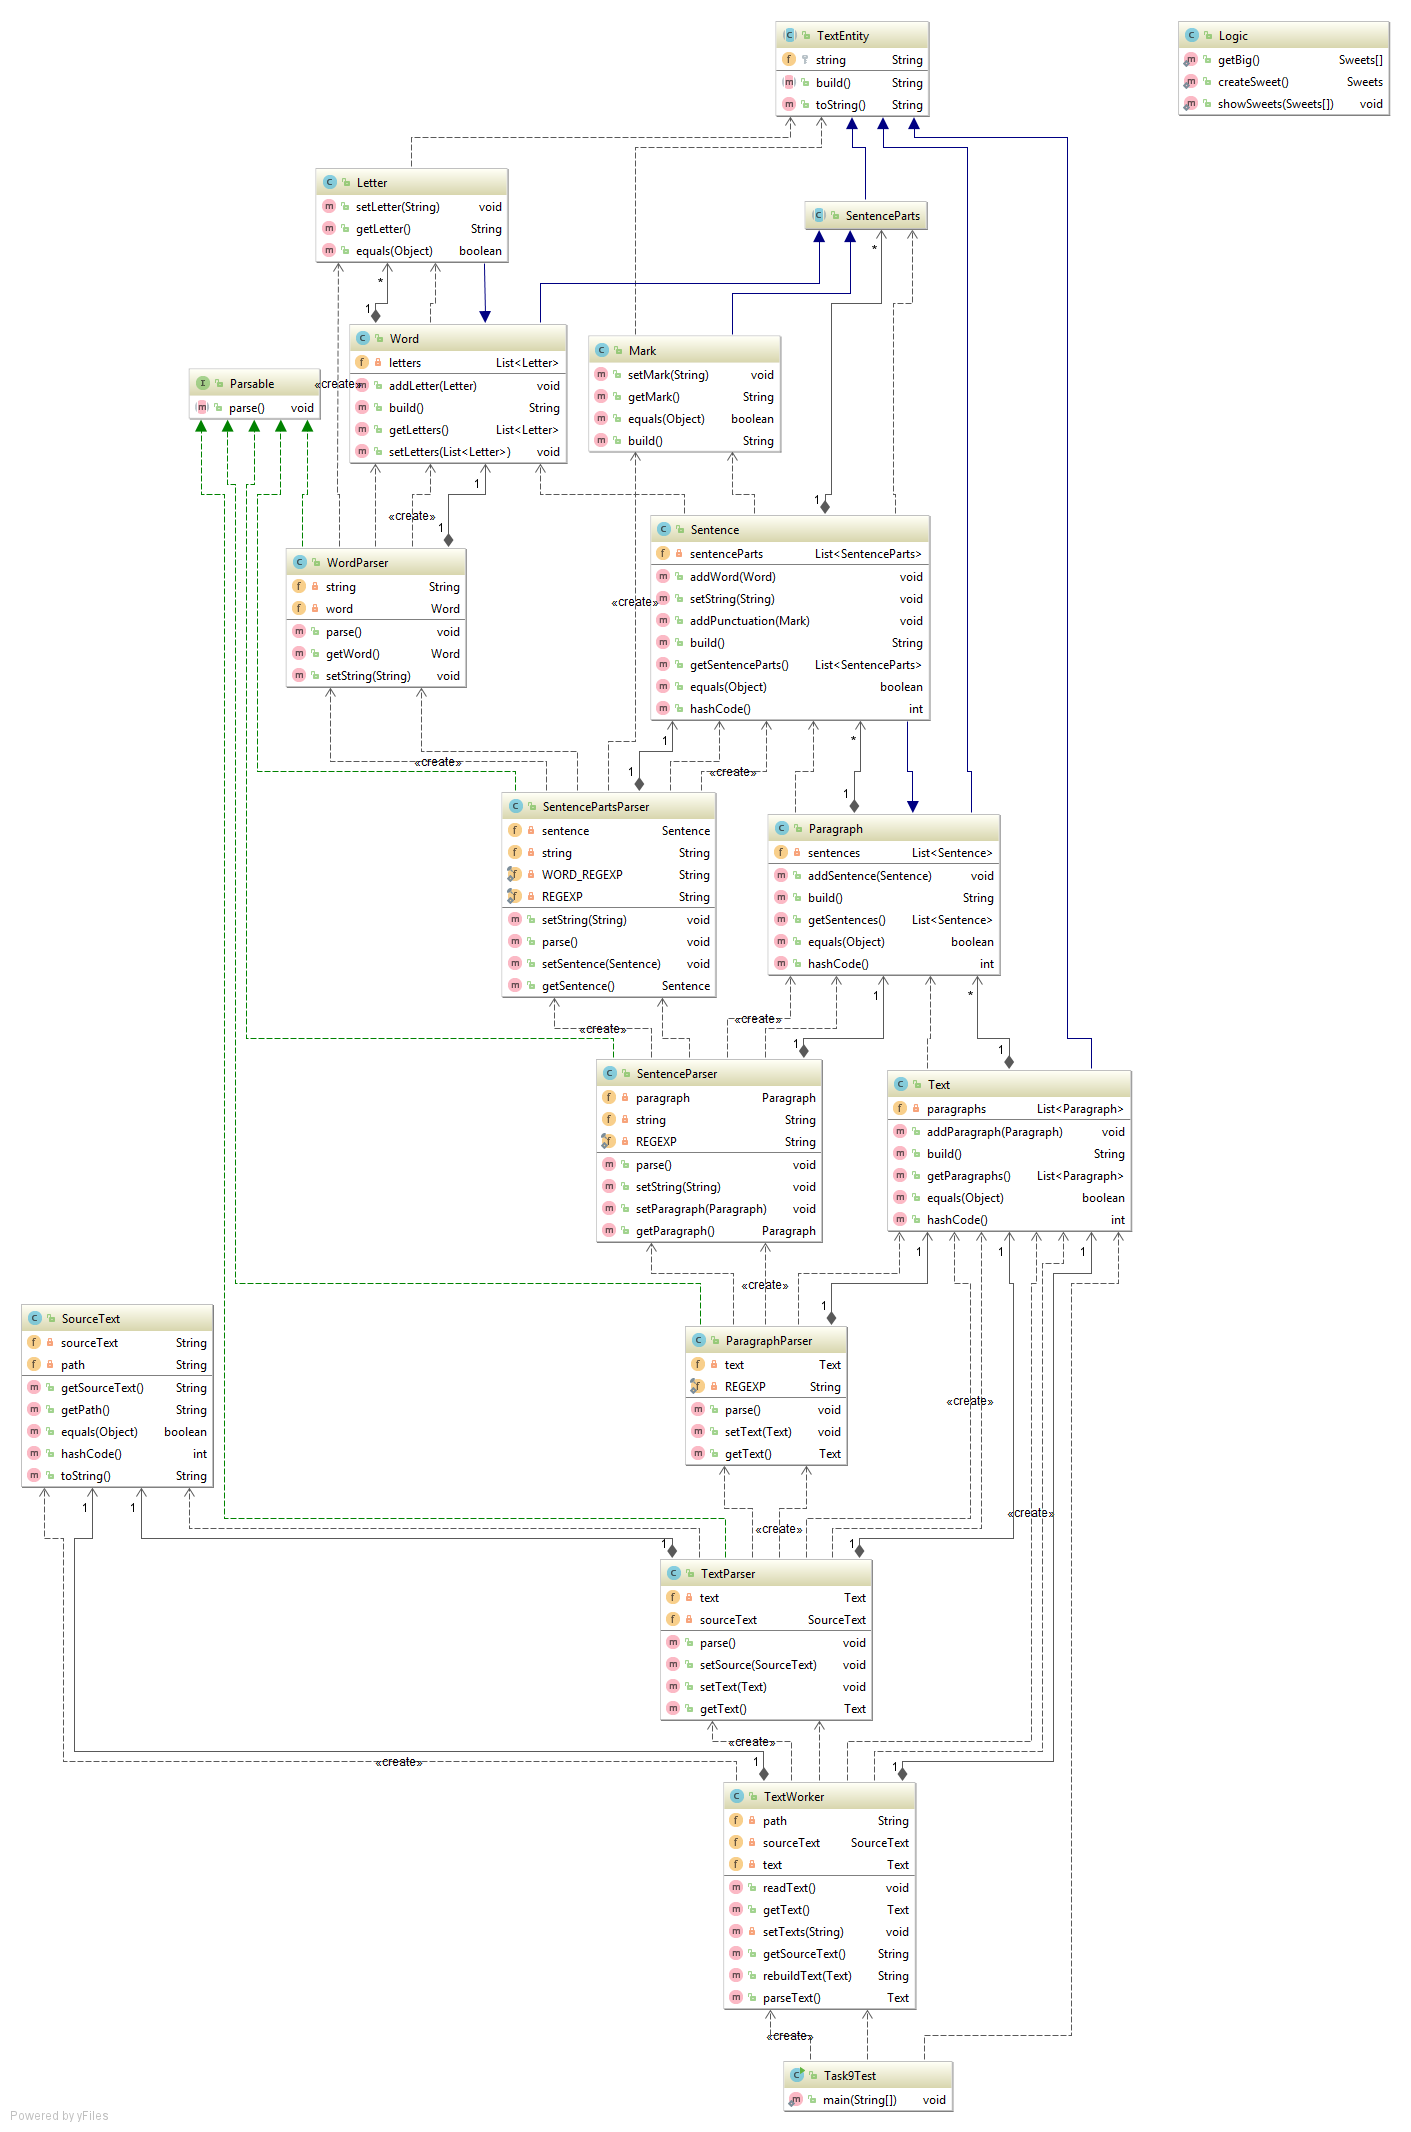 TextEntity
string String
build() String
toString() String
Logic
getBig() Sweets[]
createSweet() Sweets
showSweets(Sweets[]) void
Letter
setLetter(String) void
getLetter() String
equals(Object) boolean
SentenceParts
*
*
1
Word
letters List<Letter>
addLetter(Letter) void
build() String
getLetters() List<Letter>
setLetters(List<Letter>) void
Mark
setMark(String) void
getMark() String
equals(Object) boolean
build() String
Parsable
parse() void
«create»
1
1
1
«create»
Sentence
sentenceParts List<SentenceParts>
addWord(Word) void
setString(String) void
addPunctuation(Mark) void
build() String
getSentenceParts() List<SentenceParts>
equals(Object) boolean
hashCode() int
WordParser
string String
word Word
parse() void
getWord() Word
setString(String) void
«create»
1
*
«create»
1
«create»
1
SentencePartsParser
sentence Sentence
string String
WORD_REGEXP String
REGEXP String
setString(String) void
parse() void
setSentence(Sentence) void
getSentence() Sentence
Paragraph
sentences List<Sentence>
addSentence(Sentence) void
build() String
getSentences() List<Sentence>
equals(Object) boolean
hashCode() int
1
*
«create»
«create»
1
1
SentenceParser
paragraph Paragraph
string String
REGEXP String
parse() void
setString(String) void
setParagraph(Paragraph) void
getParagraph() Paragraph
Text
paragraphs List<Paragraph>
addParagraph(Paragraph) void
build() String
getParagraphs() List<Paragraph>
equals(Object) boolean
hashCode() int
1
1
1
«create»
1
SourceText
sourceText String
path String
getSourceText() String
getPath() String
equals(Object) boolean
hashCode() int
toString() String
ParagraphParser
text Text
REGEXP String
parse() void
setText(Text) void
getText() Text
«create»
1
1
«create»
«create»
1
1
TextParser
text Text
sourceText SourceText
parse() void
setSource(SourceText) void
setText(Text) void
getText() Text
«create»
«create»
1
1
TextWorker
path String
sourceText SourceText
text Text
readText() void
getText() Text
setTexts(String) void
getSourceText() String
rebuildText(Text) String
parseText() Text
«create»
Task9Test
main(String[]) void
Powered by yFiles